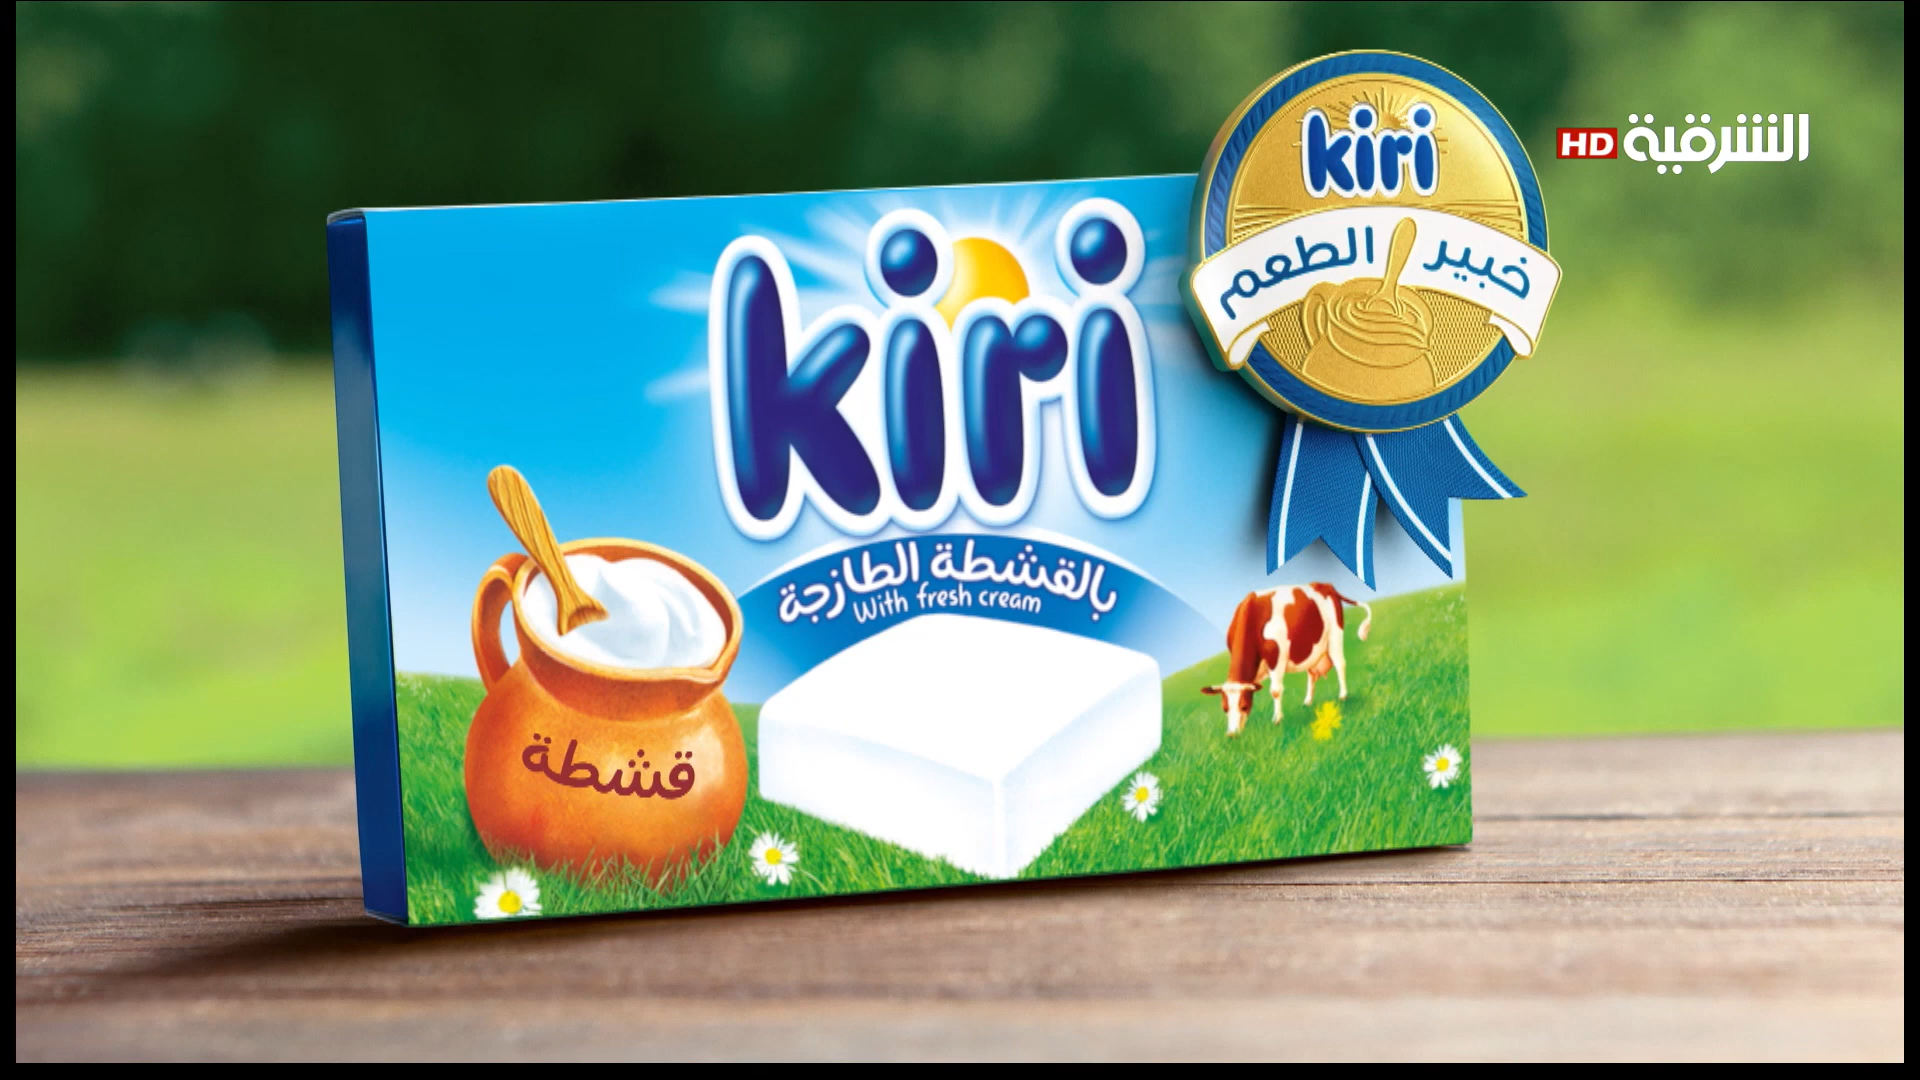 kiri
خبير الطعم
HD الشرقية
kiri
بالقشطة الطازجة
With fresh cream
قشطة